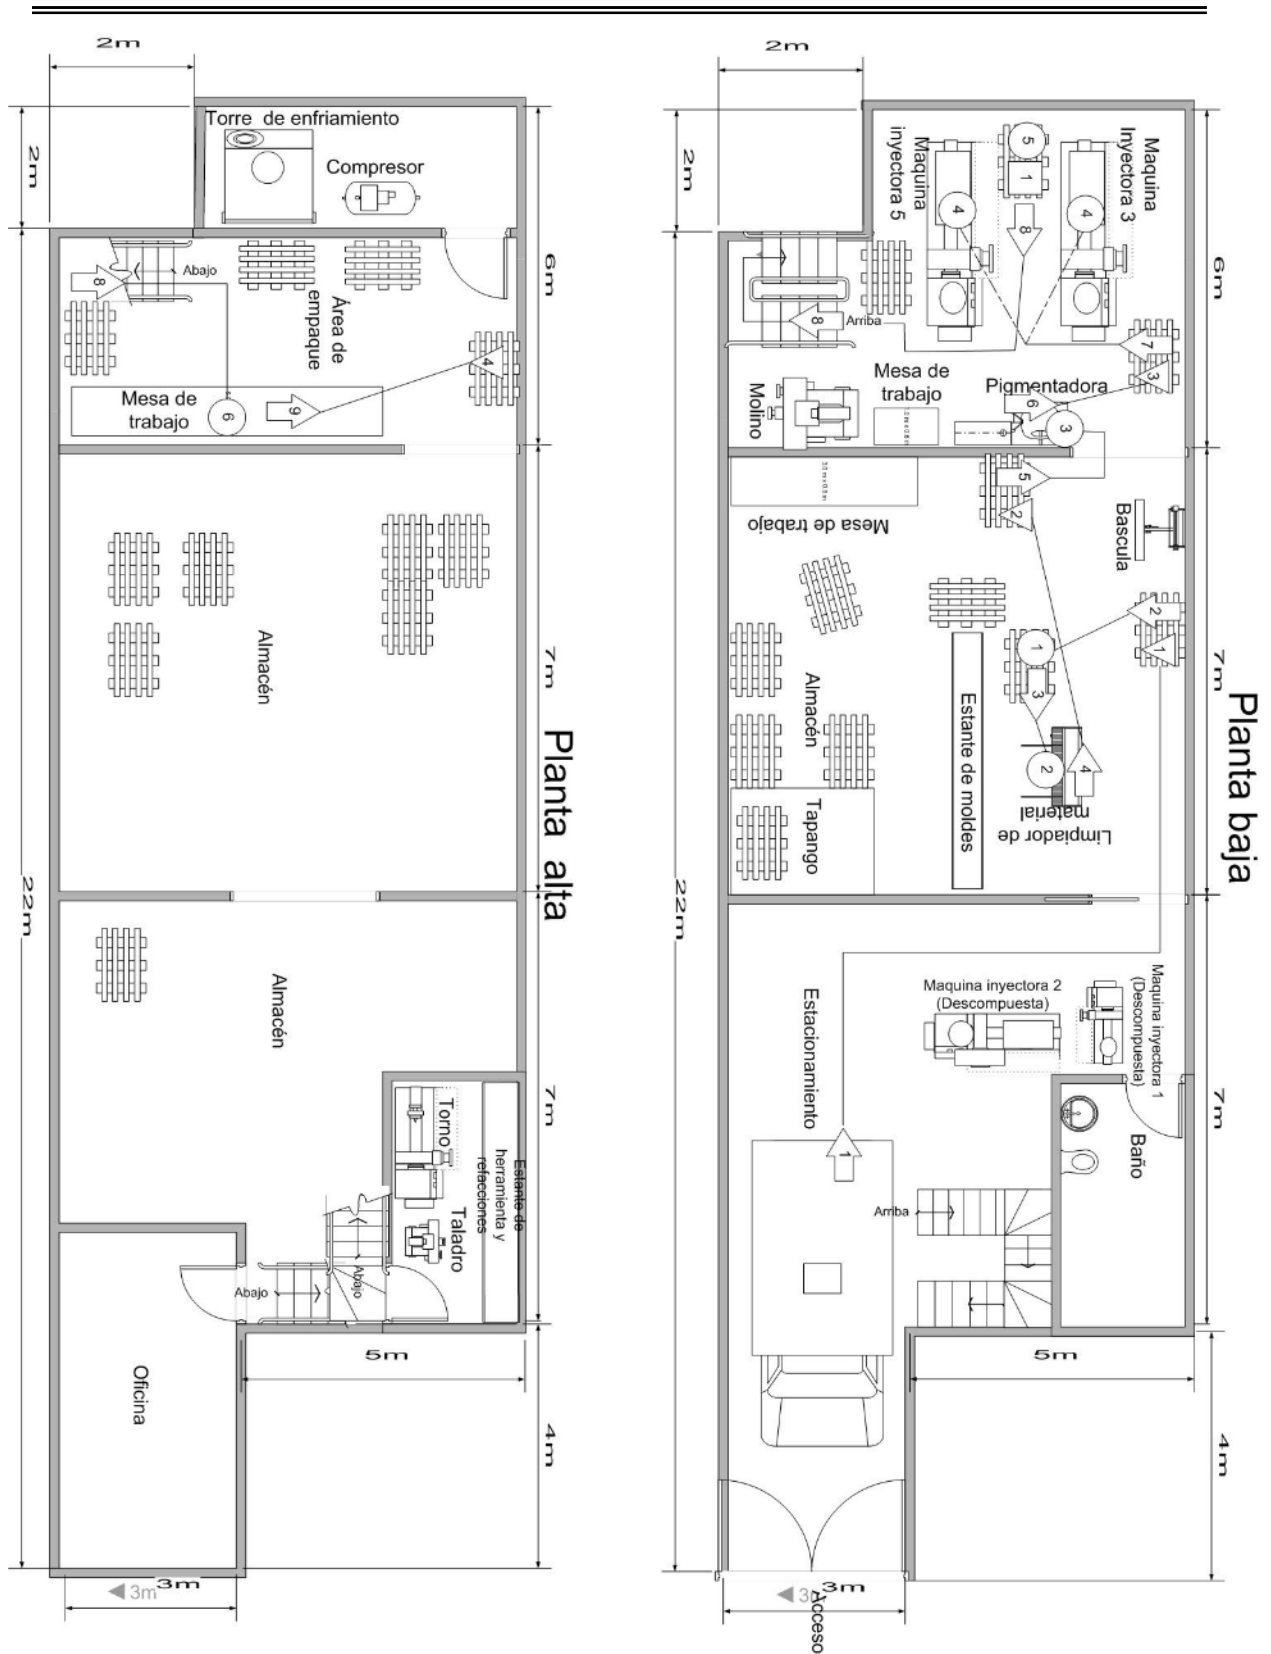 2m
2m
Torre de enfriamiento
Compresor
8
Abajo
Área de
empaque
6m
4
Mesa de
trabajo
6
9
Almacén
7m
Planta alta
22m
Almacén
7m
Torno
Taladro
Estante de
herramienta y
refacciones
Abajo
Abajo
5m
Oficina
4m
3m
3m
2m
2m
Maquina
inyectora 5
5
1
Maquina
Inyectora 3
4
4
8
6m
8
Arriba
7
3
Molino
Mesa de
trabajo
Pigmentadora
6
3
Mesa de trabajo
5
2
Bascula
2
1
1
3
7m
Planta baja
Almacén
Estante de moldes
4
2
Limpiador de
material
Tapango
22m
Maquina inyectora 2
(Descompuesta)
Maquina inyectora 1
(Descompuesta)
Estacionamiento
7m
1
Baño
Arriba
5m
4m
3m
Acceso